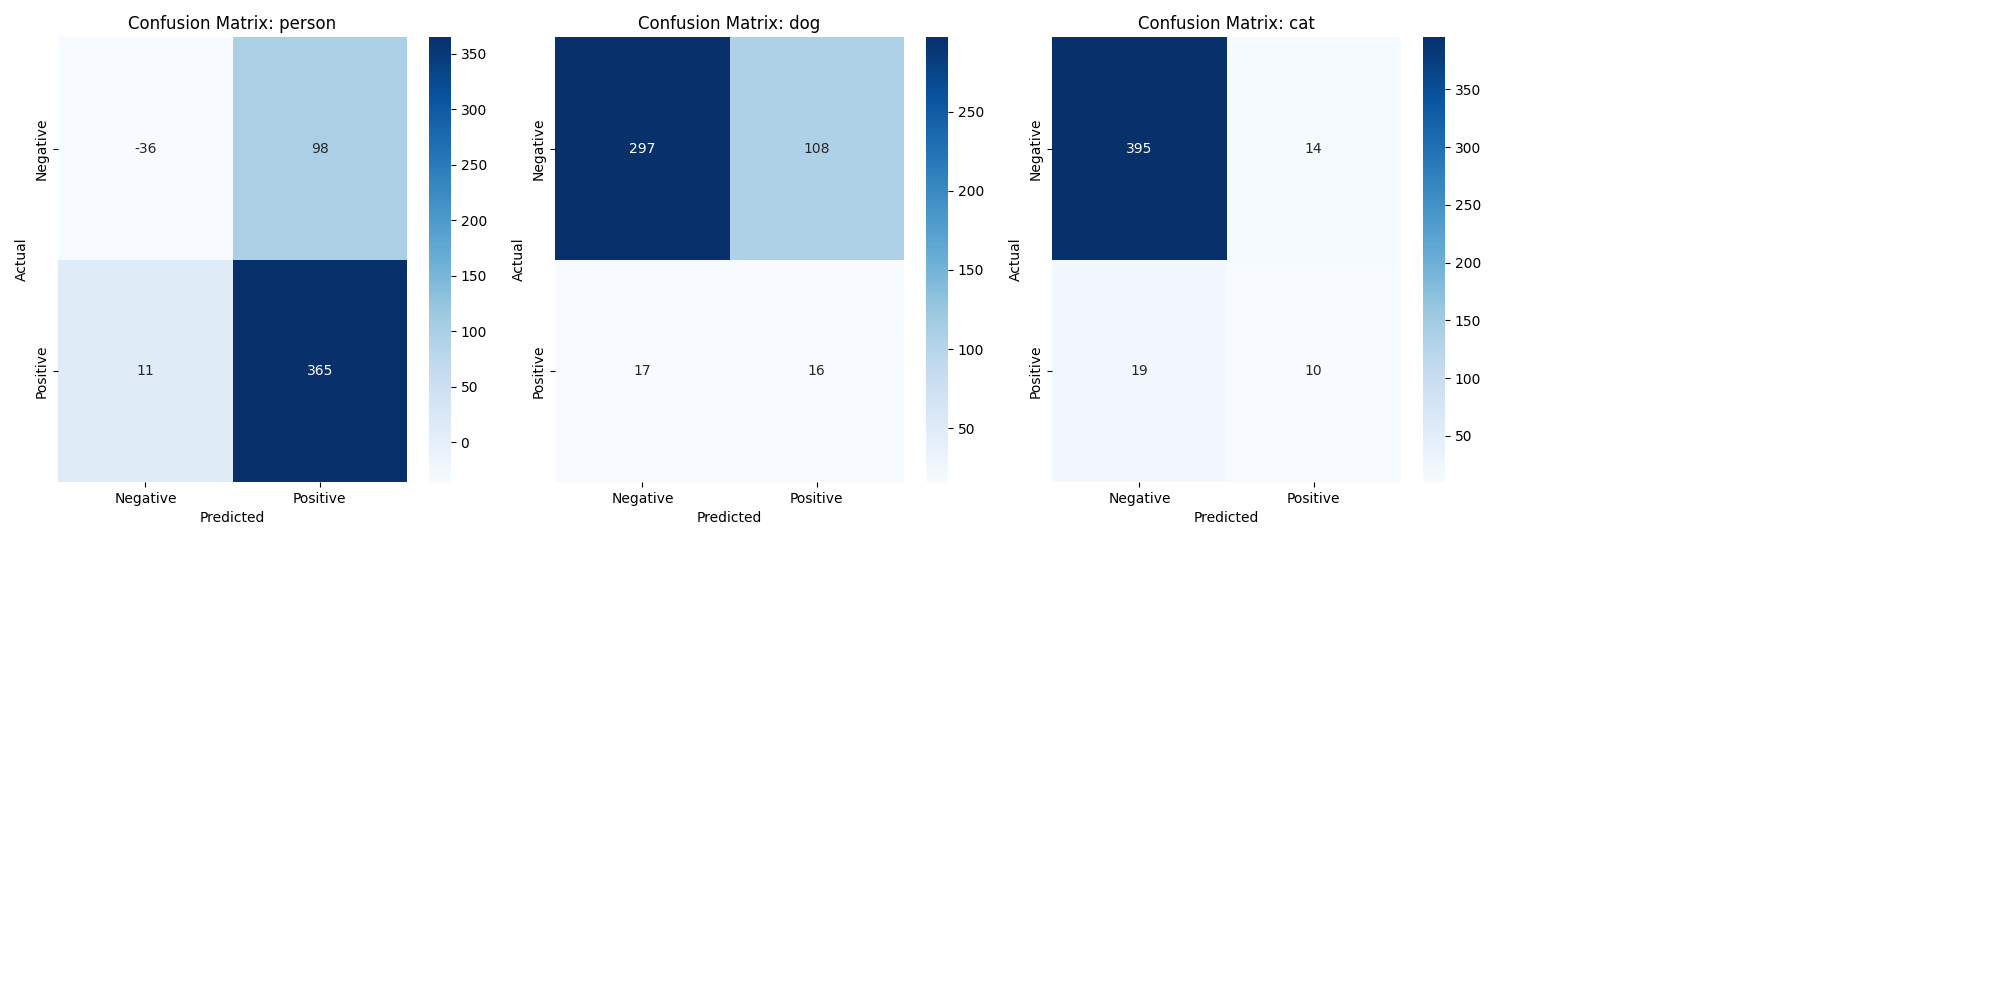 Confusion Matrix: person
Actual
Negative
Positive
-36
98
11
365
Negative
Positive
Predicted
350
300
250
200
150
100
50
0
Confusion Matrix: dog
Actual
Negative
Positive
297
108
17
16
Negative
Positive
Predicted
250
200
150
100
50
Confusion Matrix: cat
Actual
Negative
Positive
395
14
19
10
Negative
Positive
Predicted
350
300
250
200
150
100
50